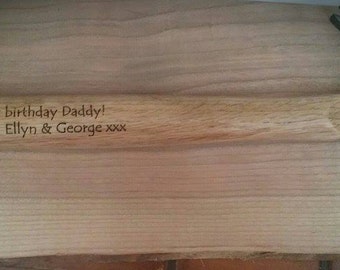 birthday Daddy!
Ellyn & George xxx